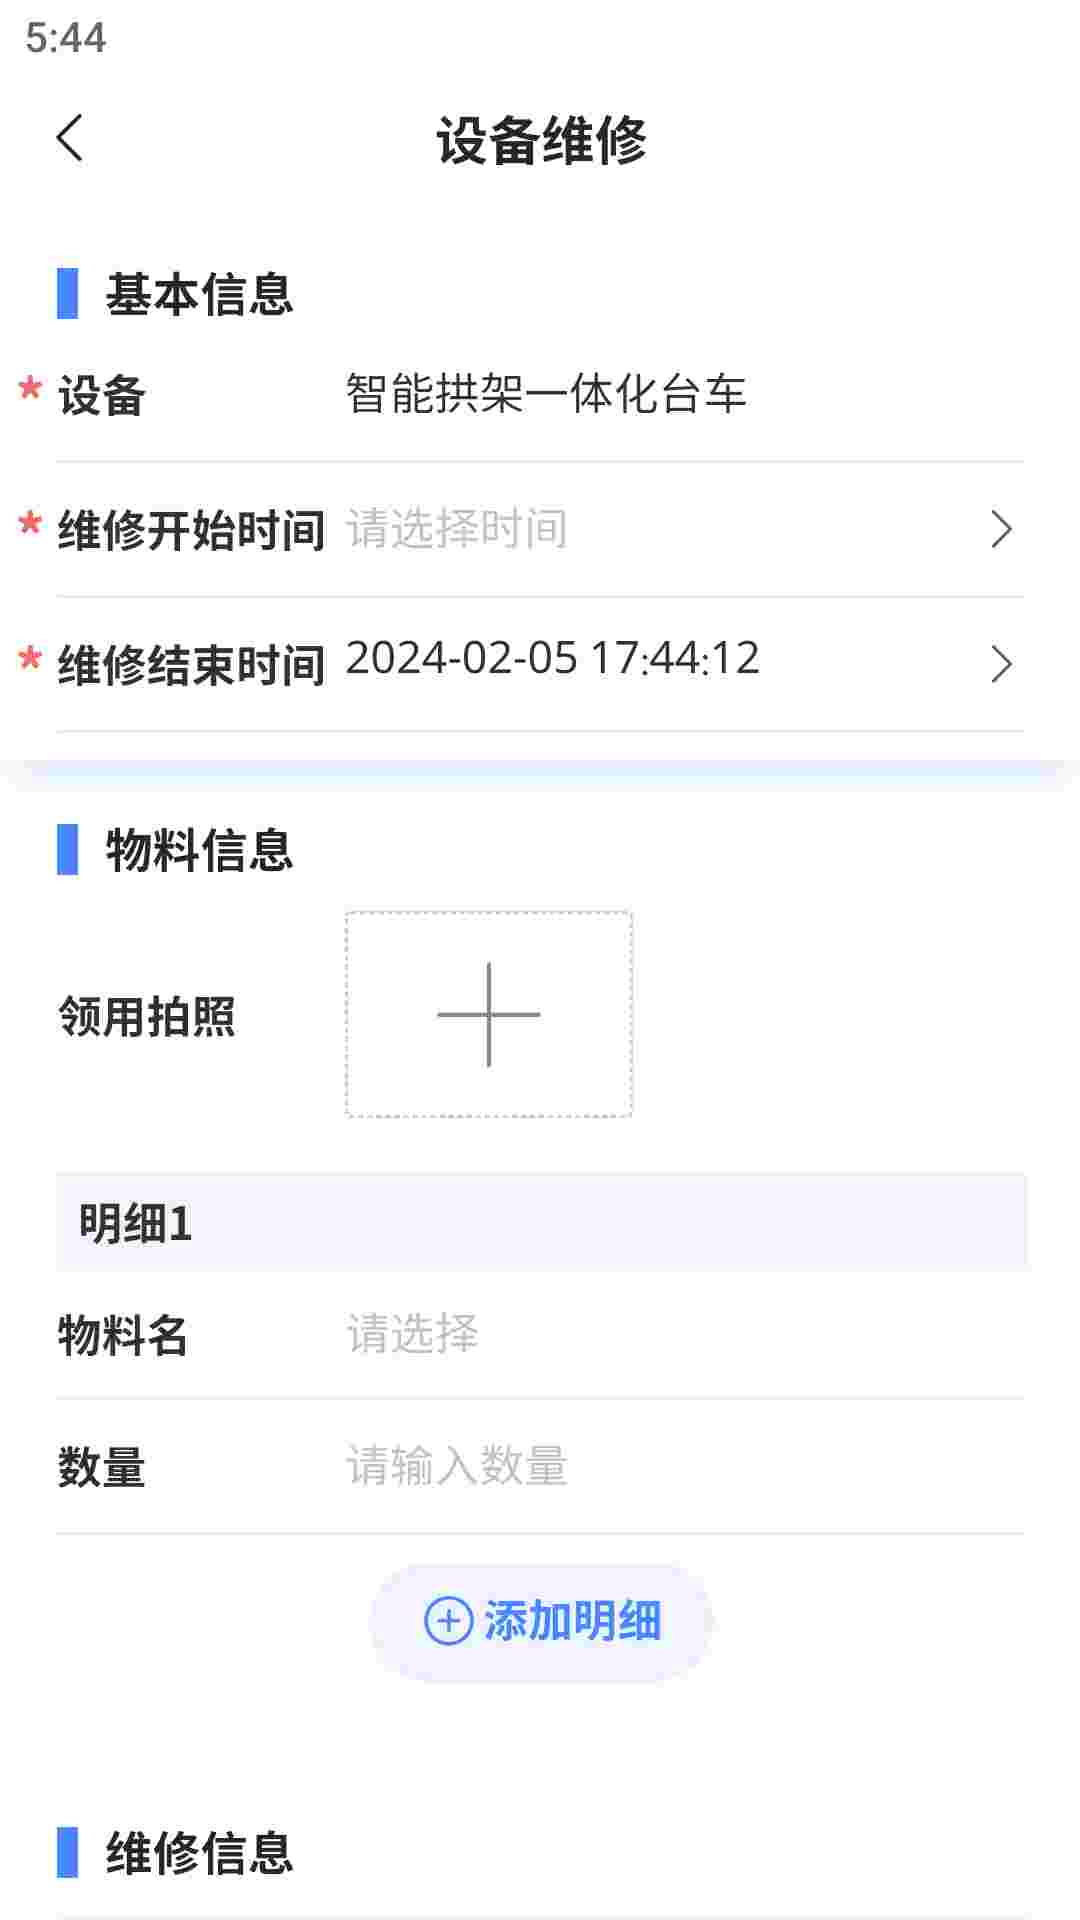 5:44
设备维修
基本信息
* 设备 智能拱架一体化台车
* 维修开始时间 请选择时间
* 维修结束时间 2024-02-05 17:44:12
物料信息
领用拍照
明细1
物料名 请选择
数量 请输入数量
添加明细
维修信息